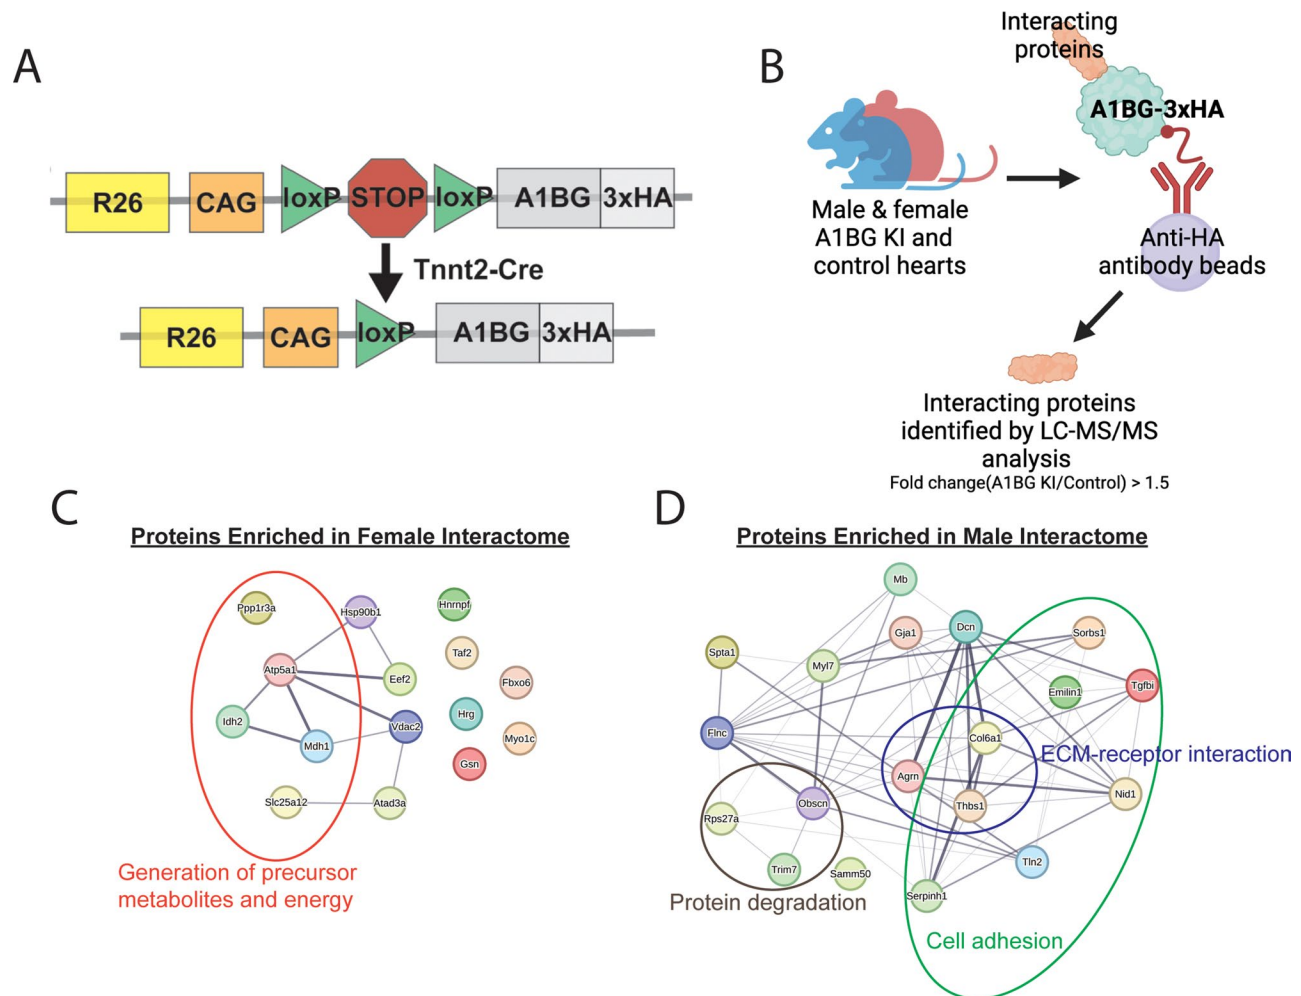 A
R26
CAG
loxP
STOP
loxP
A1BG
3xHA
Tnnt2-Cre
R26
CAG
loxP
A1BG
3xHA
B
Interacting
proteins
A1BG-3xHA
Male & female
A1BG KI and
control hearts
Anti-HA
antibody beads
Interacting proteins
identified by LC-MS/MS
analysis
Fold change(A1BG KI/Control) > 1.5
C
Proteins Enriched in Female Interactome
Ppp1r3a
Hsp90b1
Hnrnpf
Taf2
Atp5a1
Eef2
Fbxo6
Idh2
Vdac2
Hrg
Mdh1
Myo1c
Gsn
Slc25a12
Atad3a
Generation of precursor
metabolites and energy
D
Proteins Enriched in Male Interactome
Mb
Gja1
Dcn
Sorbs1
Spta1
Myl7
Emilin1
Tgfbi
Flnc
Col6a1
ECM-receptor interaction
Agrn
Thbs1
Nid1
Obscn
Rps27a
Trim7
Samm50
Tln2
Serpinh1
Protein degradation
Cell adhesion